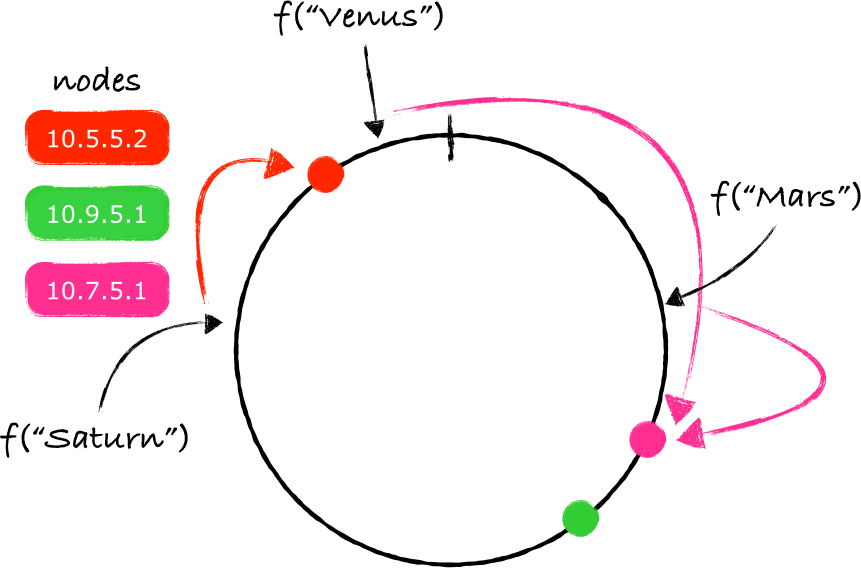 f(“Venus”)
nodes
10.5.5.2
10.9.5.1
10.7.5.1
f(“Mars”)
f(“Saturn”)